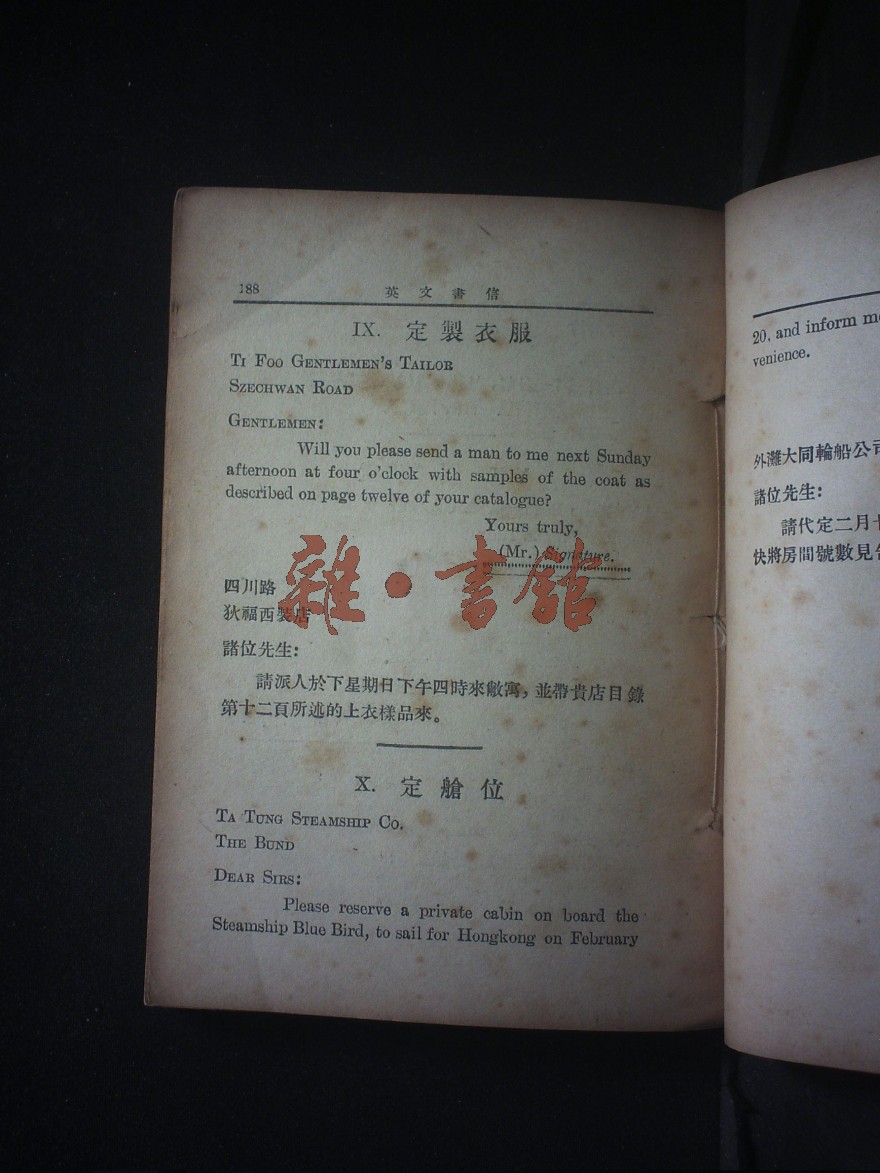 188 英文書信
IX. 定製衣服
TI FOO GENTLEMEN'S TAILOR
SZECHWAN ROAD
GENTLEMEN:
Will you please send a man to me next Sunday
afternoon at four o'clock with samples of the coat as
described on page twelve of your catalogue?
Yours truly,
(Mr.) Signature.
雜·書館
四川路
狄福西裝店
諸位先生:
請派人於下星期日下午四時來敝寓,並帶貴店目錄
第十二頁所述的上衣樣品來。
X. 定艙位
TA TUNG STEAMSHIP CO.
THE BUND
DEAR SIRS:
Please reserve a private cabin on board the
Steamship Blue Bird, to sail for Hongkong on February
20, and inform me
venience.
外灘大同輪船公司
諸位先生:
請代定二月
快將房間號數見